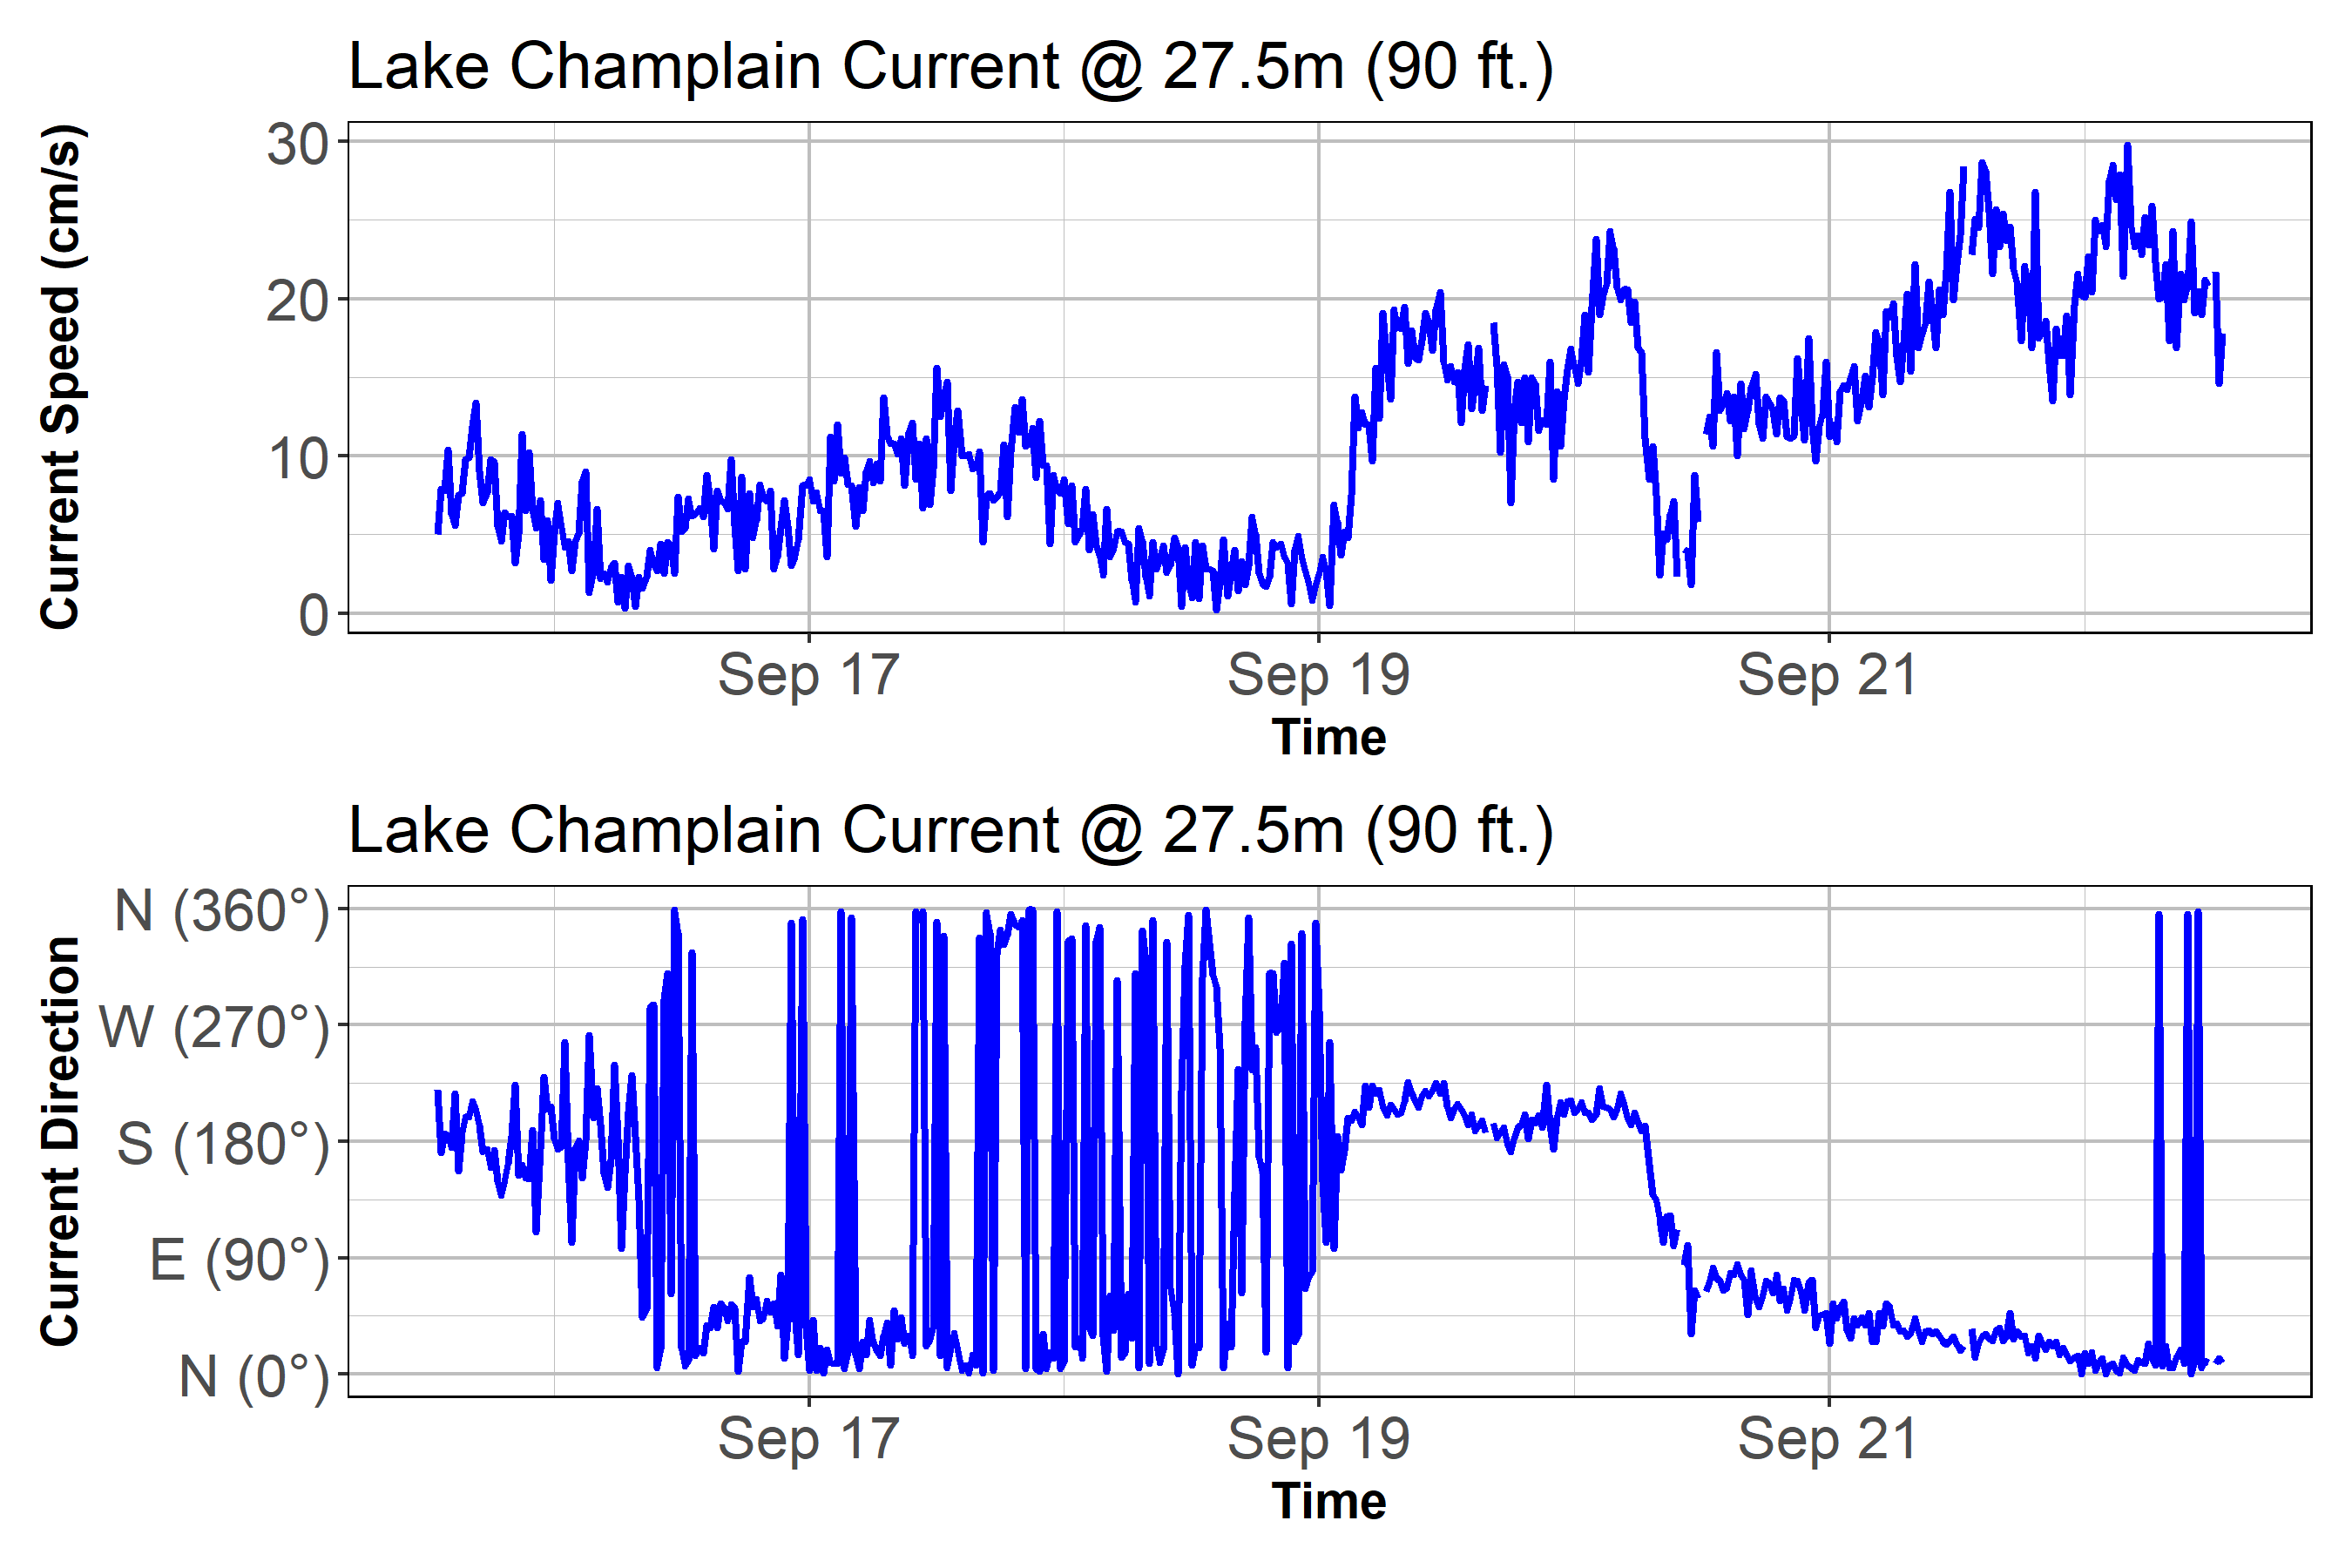 Lake Champlain Current @ 27.5m (90 ft.)
Current Speed (cm/s)
30
20
10
0
Sep 17
Sep 19
Sep 21
Time
Lake Champlain Current @ 27.5m (90 ft.)
Current Direction
N (360°)
W (270°)
S (180°)
E (90°)
N (0°)
Sep 17
Sep 19
Sep 21
Time